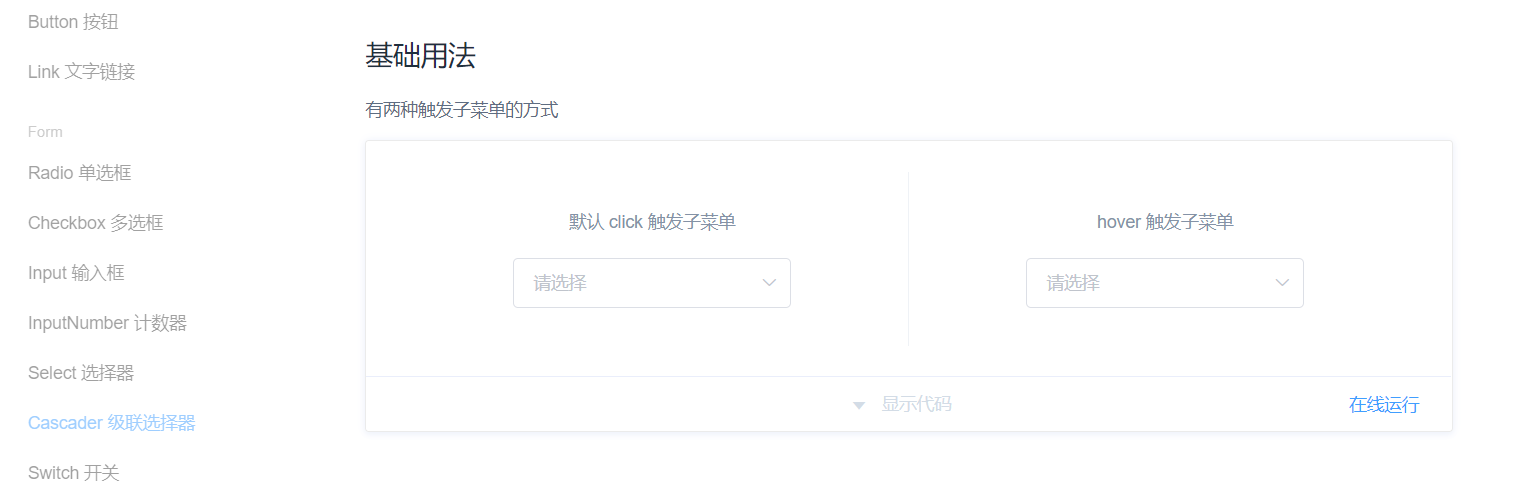 Button 按钮
Link 文字链接
Form
Radio 单选框
Checkbox 多选框
Input 输入框
InputNumber 计数器
Select 选择器
Cascader 级联选择器
Switch 开关
基础用法
有两种触发子菜单的方式
默认 click 触发子菜单
请选择
hover 触发子菜单
请选择
显示代码
在线运行